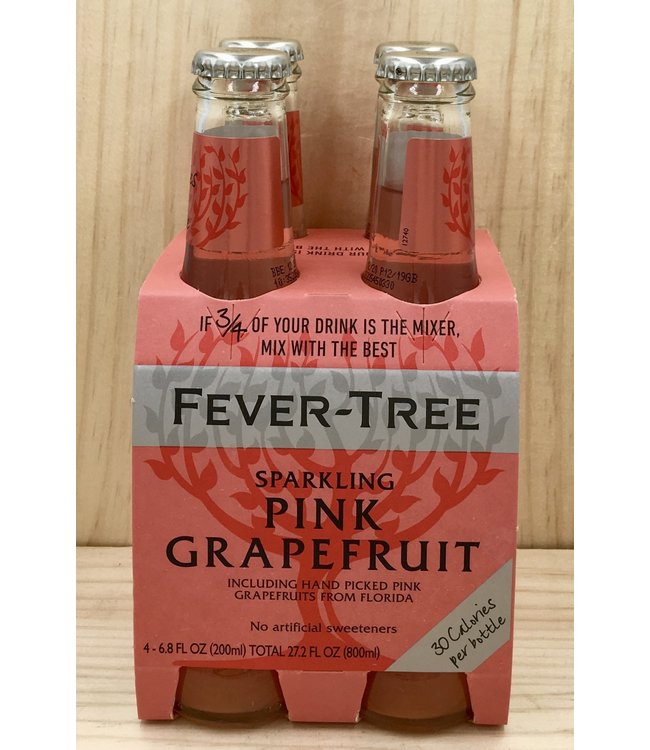 IF 3/4 OF YOUR DRINK IS THE MIXER,
MIX WITH THE BEST
FEVER-TREE
SPARKLING
PINK
GRAPEFRUIT
INCLUDING HAND PICKED PINK
GRAPEFRUITS FROM FLORIDA
No artificial sweeteners
4 - 6.8 FL OZ (200ml) TOTAL 27.2 FL OZ (800ml)
30 Calories
per bottle
12740